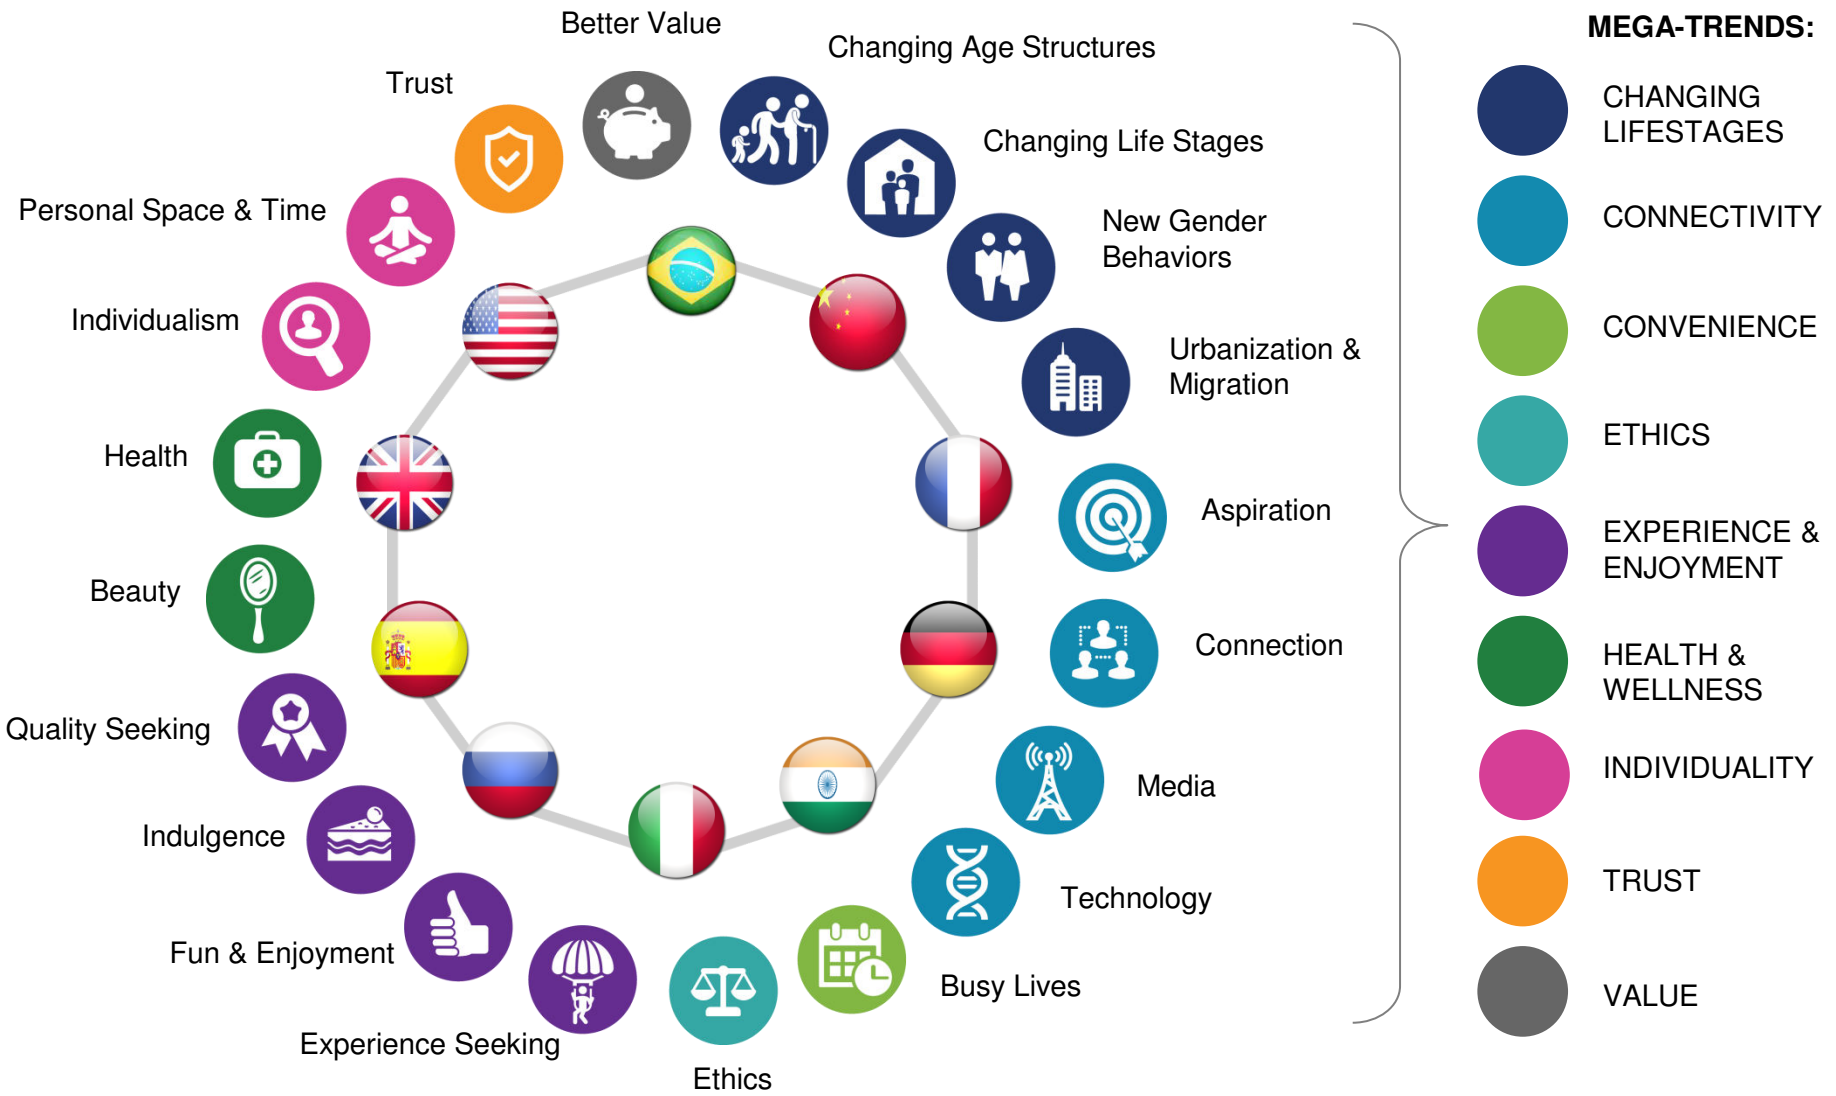 Better Value
Changing Age Structures
Trust
Changing Life Stages
Personal Space & Time
New Gender
Behaviors
Individualism
Urbanization &
Migration
Health
Aspiration
Beauty
Connection
Quality Seeking
Media
Indulgence
Technology
Fun & Enjoyment
Busy Lives
Experience Seeking
Ethics
MEGA-TRENDS:
CHANGING
LIFESTAGES
CONNECTIVITY
CONVENIENCE
ETHICS
EXPERIENCE &
ENJOYMENT
HEALTH &
WELLNESS
INDIVIDUALITY
TRUST
VALUE